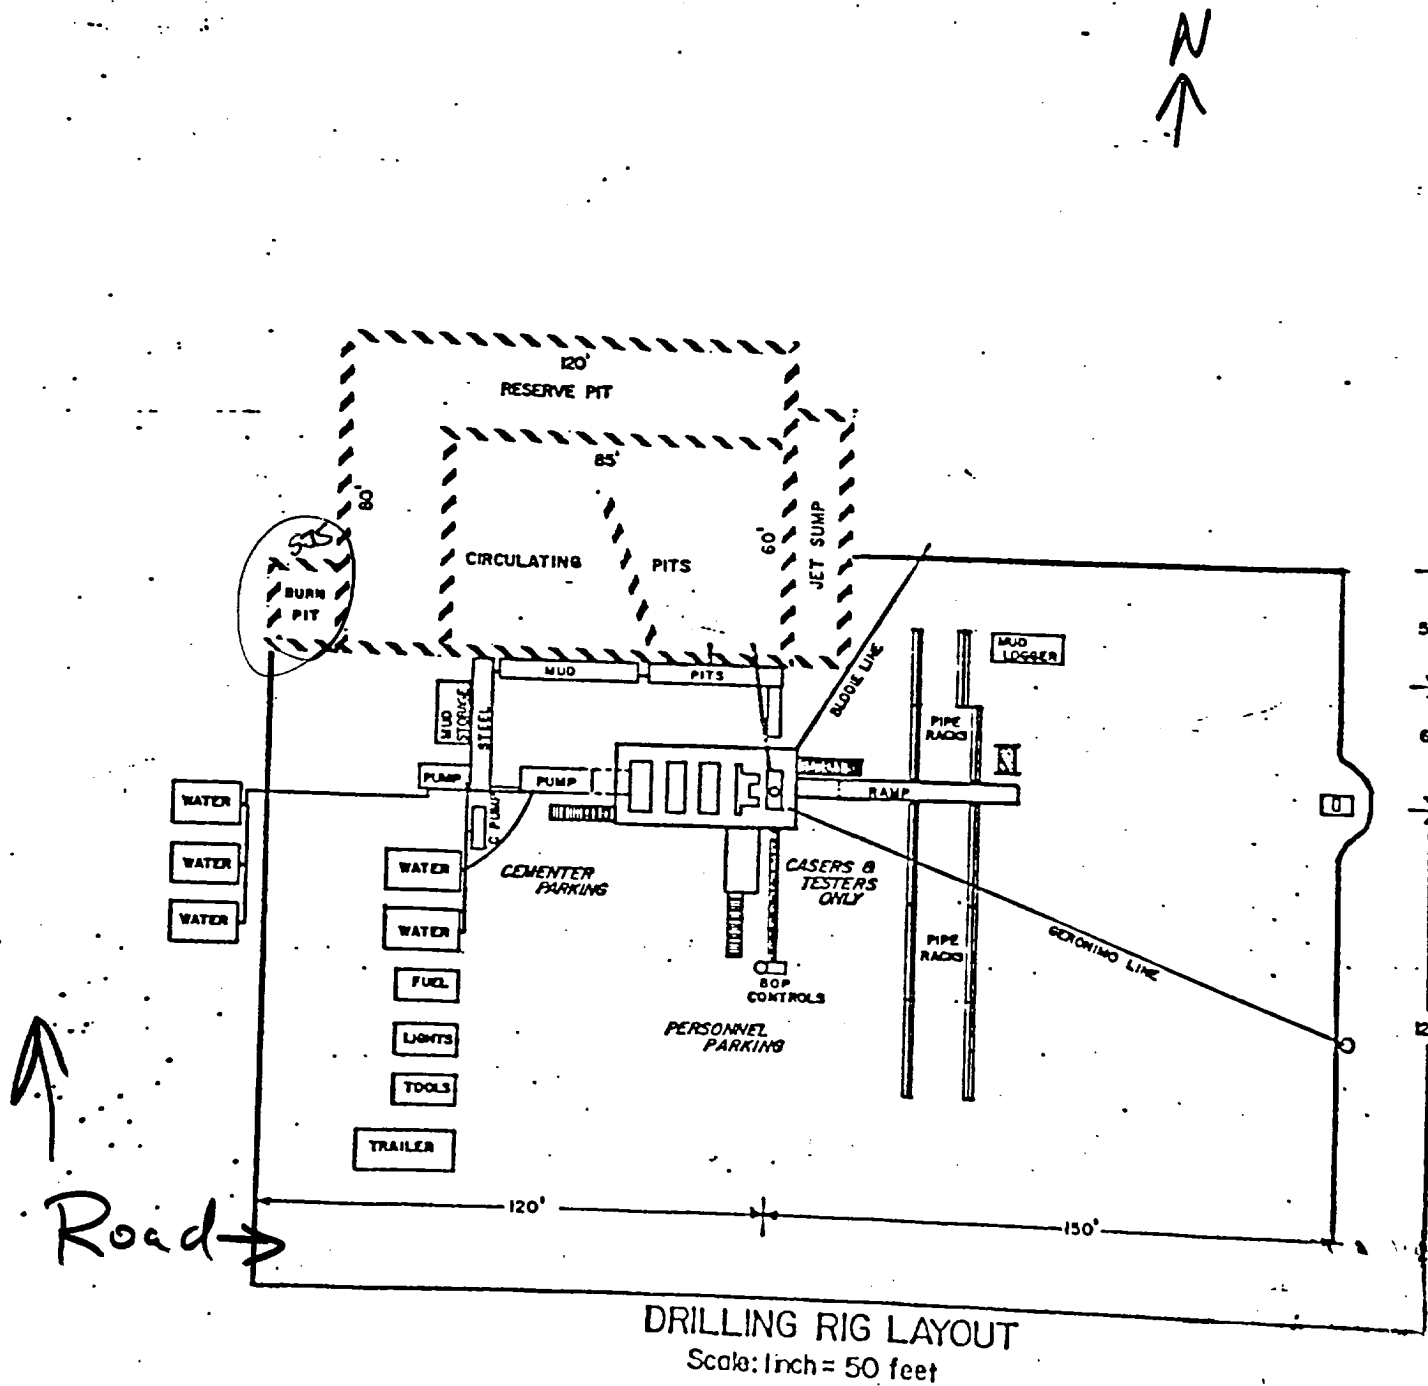 N
120'
RESERVE PIT
85'
80'
60'
JET SUMP
GAS
BURN
PIT
CIRCULATING
PITS
MUD
PITS
BLOOIE LINE
MUD
LOGGER
MUD
STORAGE
STEEL
PIPE
RACKS
PUMP
PUMP
RAMP
WATER
WATER
WATER
C PUMP
WATER
WATER
CEMENTER
PARKING
CASERS &
TESTERS
ONLY
PIPE
RACKS
GERONIMO LINE
BOP
CONTROLS
FUEL
PERSONNEL
PARKING
LIGHTS
TOOLS
TRAILER
120'
150'
Road
DRILLING RIG LAYOUT
Scale: 1 inch = 50 feet